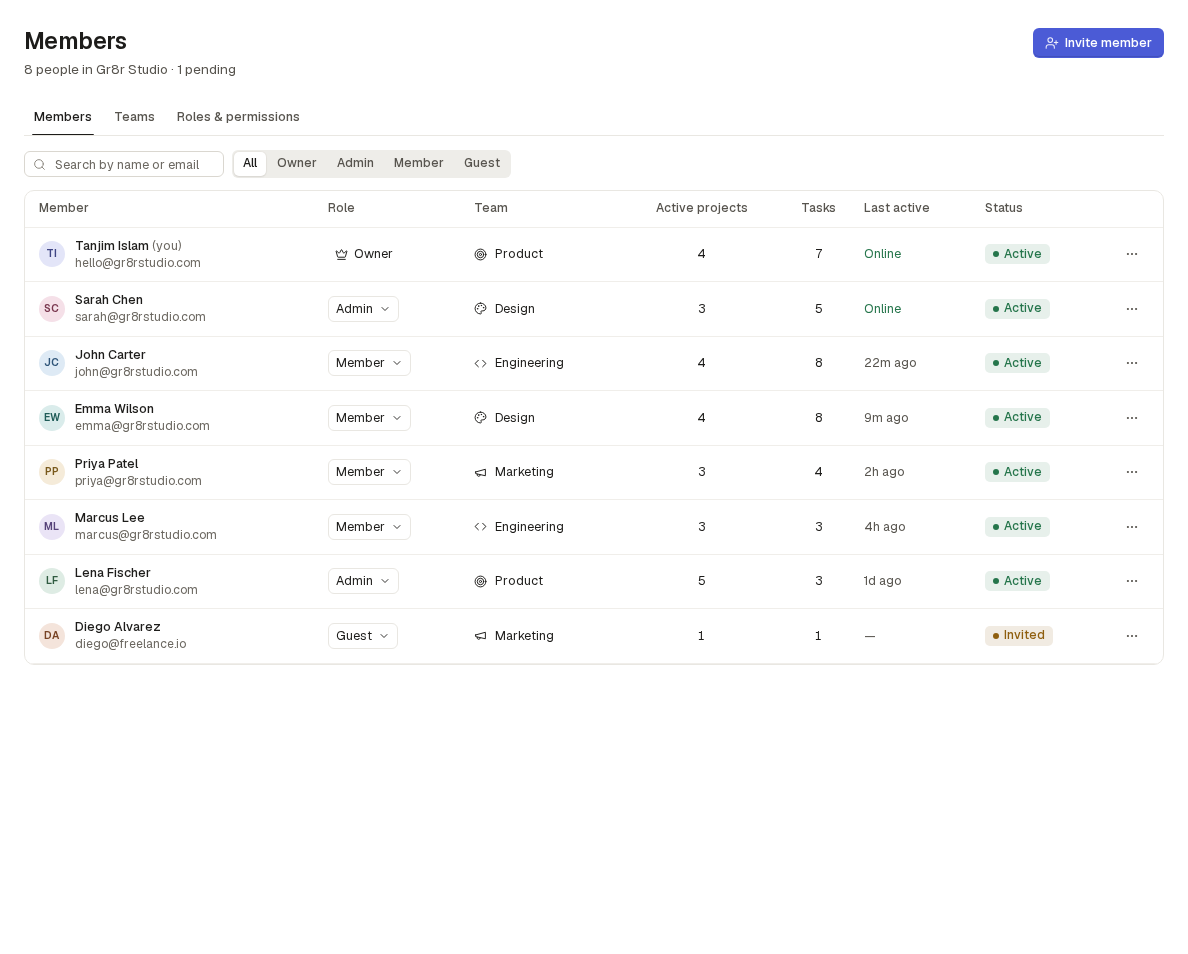 Members
8 people in Gr8r Studio · 1 pending
Invite member
Members Teams Roles & permissions
Search by name or email All Owner Admin Member Guest
Member Role Team Active projects Tasks Last active Status
TI Tanjim Islam (you) Owner Product 4 7 Online Active
hello@gr8rstudio.com
SC Sarah Chen Admin Design 3 5 Online Active
sarah@gr8rstudio.com
JC John Carter Member Engineering 4 8 22m ago Active
john@gr8rstudio.com
EW Emma Wilson Member Design 4 8 9m ago Active
emma@gr8rstudio.com
PP Priya Patel Member Marketing 3 4 2h ago Active
priya@gr8rstudio.com
ML Marcus Lee Member Engineering 3 3 4h ago Active
marcus@gr8rstudio.com
LF Lena Fischer Admin Product 5 3 1d ago Active
lena@gr8rstudio.com
DA Diego Alvarez Guest Marketing 1 1 — Invited
diego@freelance.io